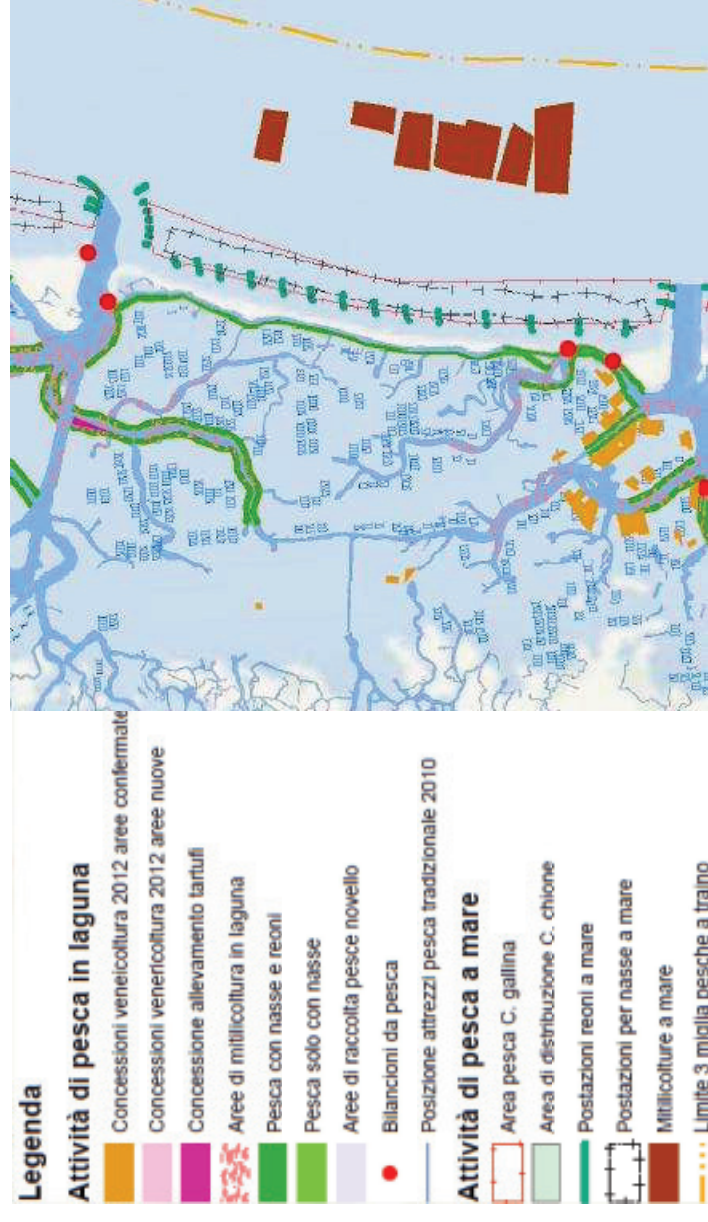 Legenda
Attività di pesca in laguna
Concessioni veneicoltura 2012 aree confermate
Concessioni venericoltura 2012 aree nuove
Concessione allevamento tartufi
Aree di mitilicoltura in laguna
Pesca con nasse e reoni
Pesca solo con nasse
Aree di raccolta pesce novello
Bilancioni da pesca
Posizione attrezzi pesca tradizionale 2010
Attività di pesca a mare
Area pesca C. gallina
Area di distribuzione C. chione
Postazioni reoni a mare
Postazioni per nasse a mare
Mitilicolture a mare
Limite 3 miglia pesche a traino